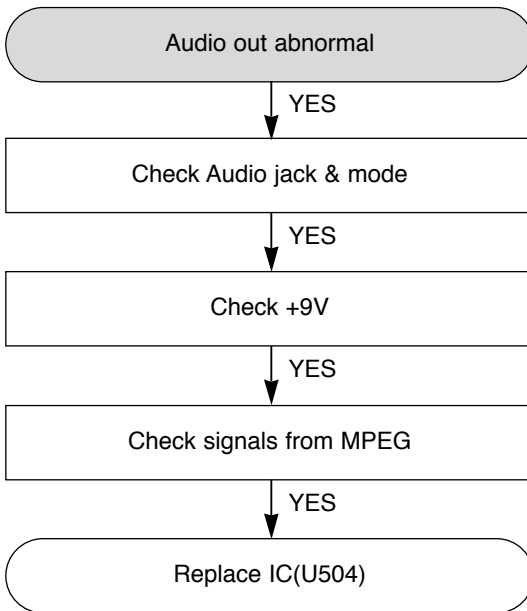 Audio out abnormal
YES
Check Audio jack & mode
YES
Check +9V
YES
Check signals from MPEG
YES
Replace IC(U504)